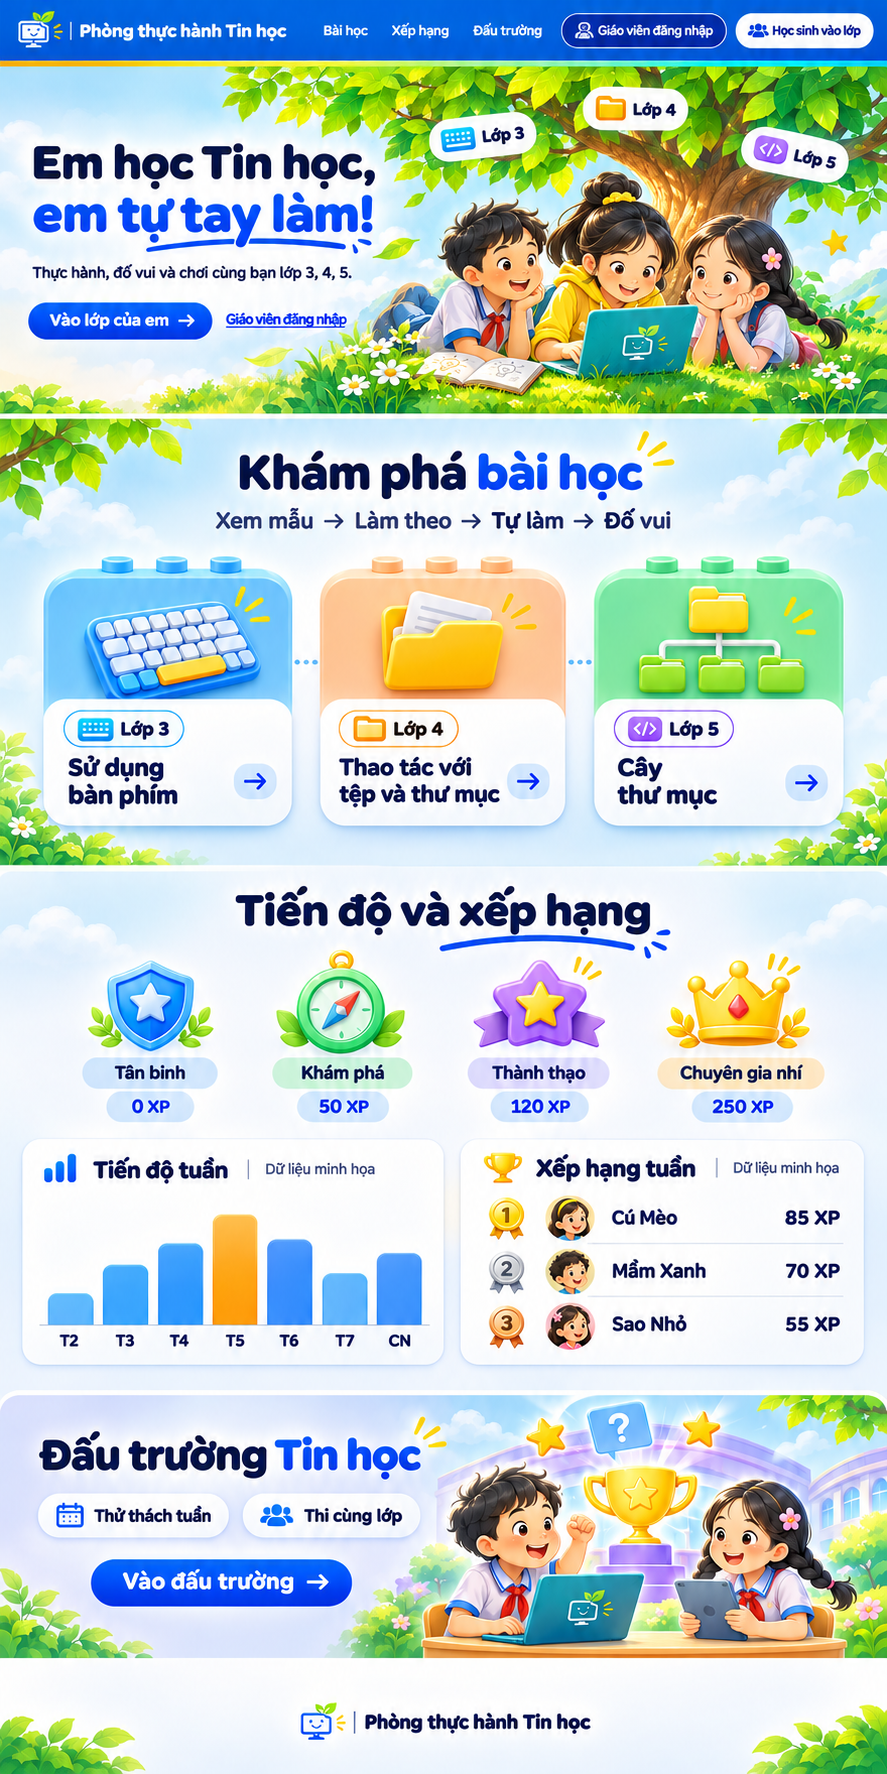 Phòng thực hành Tin học
Bài học
Xếp hạng
Đấu trường
Giáo viên đăng nhập
Học sinh vào lớp
Lớp 3
Lớp 4
Lớp 5
Em học Tin học,
em tự tay làm!
Thực hành, đố vui và chơi cùng bạn lớp 3, 4, 5.
Vào lớp của em →
Giáo viên đăng nhập
Khám phá bài học
Xem mẫu → Làm theo → Tự làm → Đố vui
Lớp 3
Sử dụng
bàn phím
Lớp 4
Thao tác với
tệp và thư mục
</> Lớp 5
Cây
thư mục
Tiến độ và xếp hạng
Tân binh
0 XP
Khám phá
50 XP
Thành thạo
120 XP
Chuyên gia nhí
250 XP
Tiến độ tuần | Dữ liệu minh họa
T2 T3 T4 T5 T6 T7 CN
Xếp hạng tuần | Dữ liệu minh họa
1 Cú Mèo 85 XP
2 Mầm Xanh 70 XP
3 Sao Nhỏ 55 XP
Đấu trường Tin học
?
Thử thách tuần
Thi cùng lớp
Vào đấu trường →
Phòng thực hành Tin học